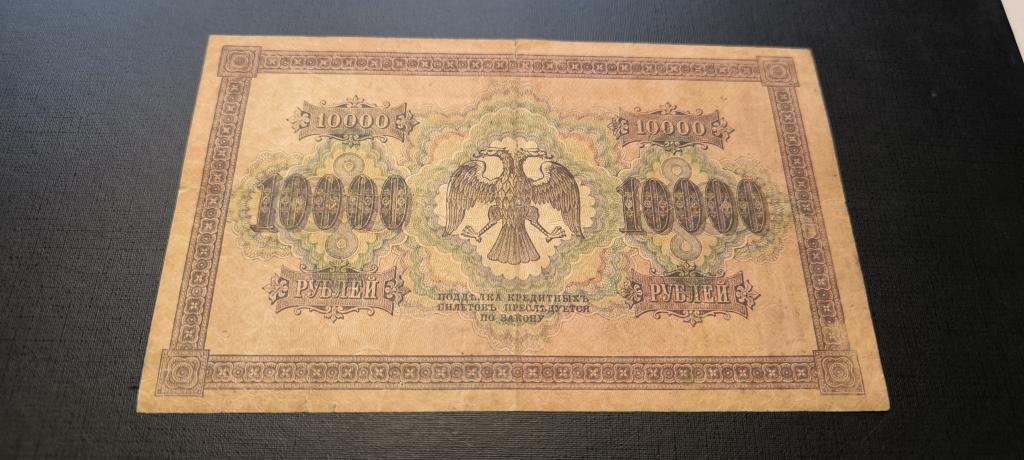 10000 10000
10000 10000
РУБЛЕЙ РУБЛЕЙ
ПОДДѢЛКА КРЕДИТНЫХЪ
БИЛЕТОВЪ ПРЕСЛѢДУЕТСЯ
ПО ЗАКОНУ